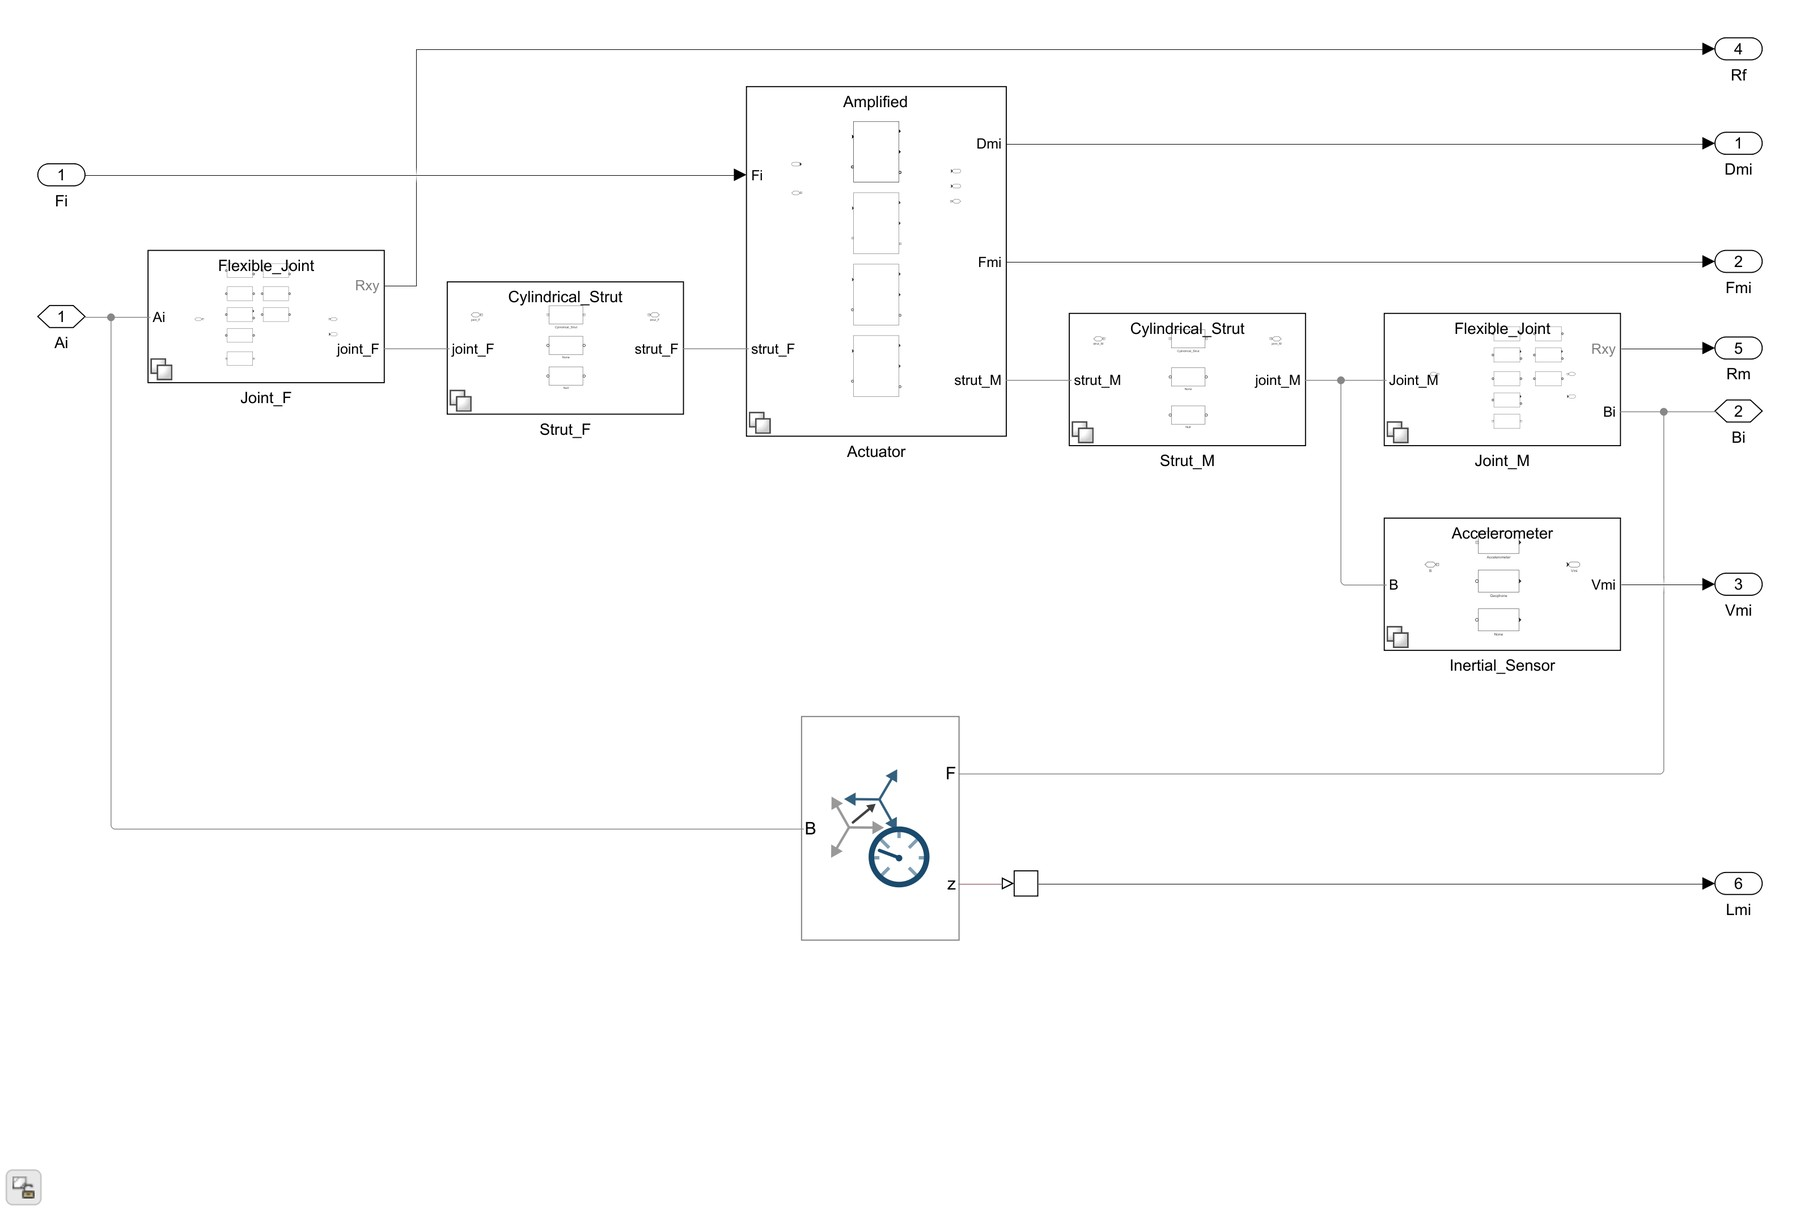 4
Rf
Amplified
Dmi
1
Dmi
1
Fi
Fi
Fmi
2
Fmi
Flexible_Joint
Rxy
1
Ai
Ai
joint_F
Joint_F
Cylindrical_Strut
joint_F
strut_F
Strut_F
strut_F
strut_M
Actuator
Cylindrical_Strut
strut_M
joint_M
Strut_M
Flexible_Joint
Rxy
5
Rm
Joint_M
Bi
2
Bi
Joint_M
Accelerometer
B
Vmi
3
Vmi
Inertial_Sensor
F
B
z
6
Lmi